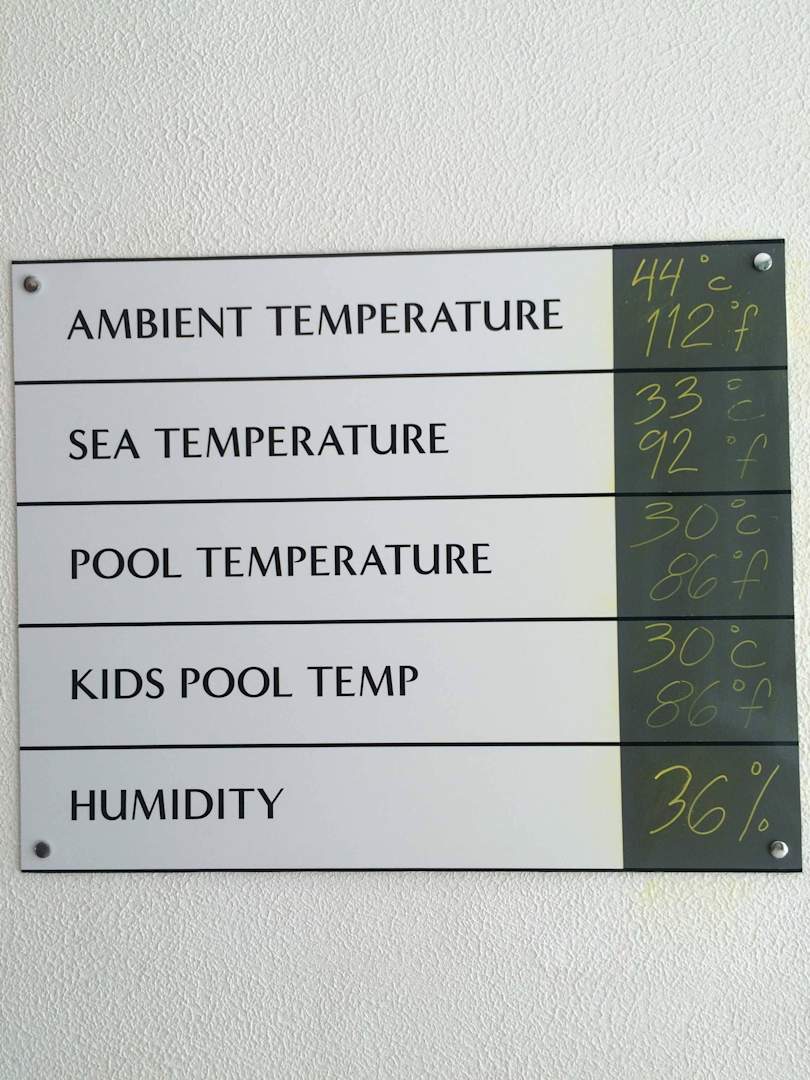 AMBIENT TEMPERATURE 44°c
112°f
SEA TEMPERATURE 33°c
92°f
POOL TEMPERATURE 30°c
86°f
KIDS POOL TEMP 30°c
86°f
HUMIDITY 36%